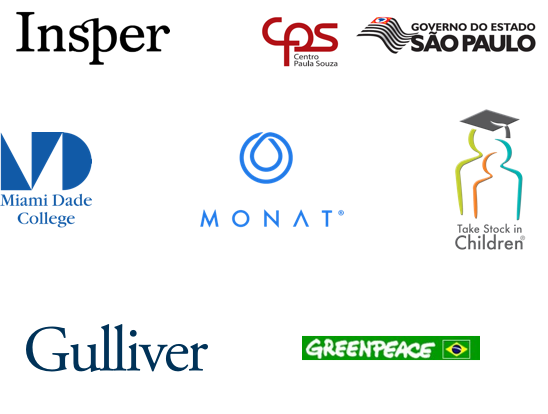 Insper
CPS
Centro
Paula Souza
GOVERNO DO ESTADO
SÃO PAULO
Miami Dade
College
MONAT®
Take Stock in
Children®
Gulliver
GREENPEACE